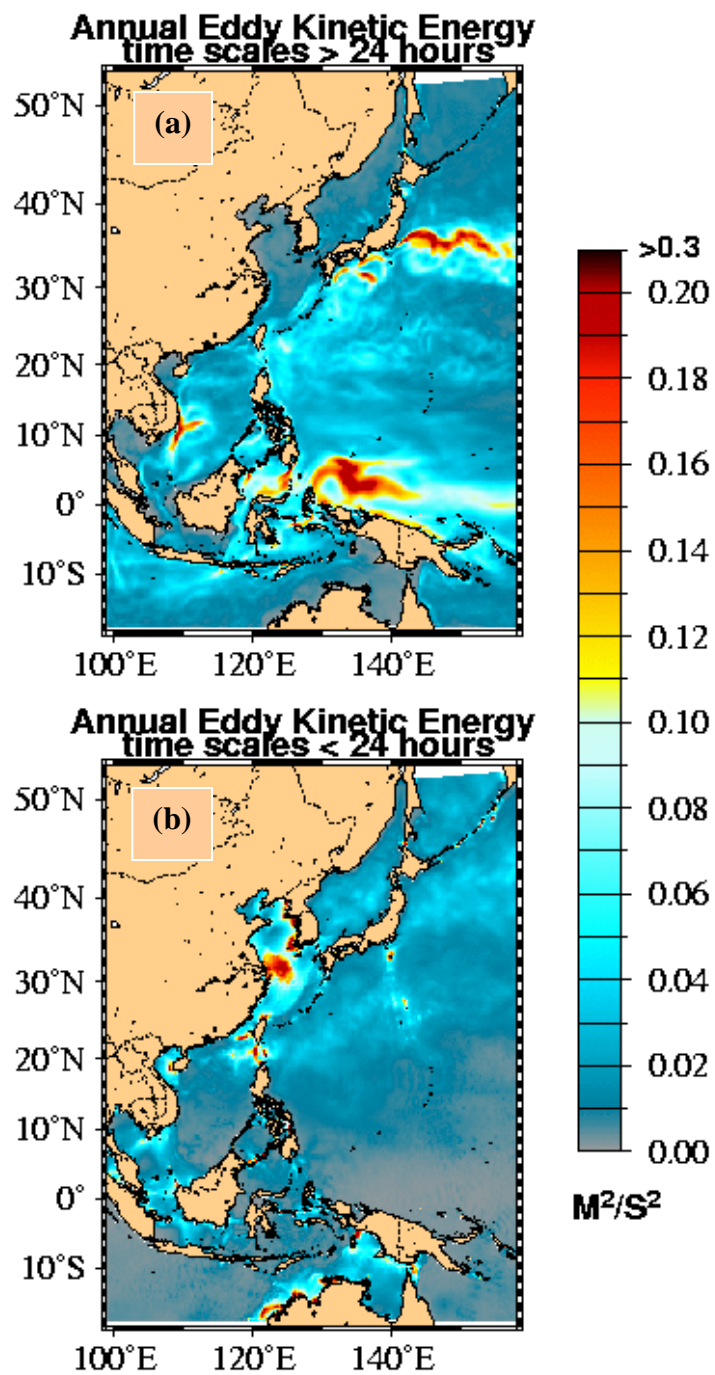 Annual Eddy Kinetic Energy
time scales > 24 hours
(a)
50°N
40°N
30°N
20°N
10°N
0°
10°S
100°E 120°E 140°E
>0.3
0.20
0.18
0.16
0.14
0.12
0.10
0.08
0.06
0.04
0.02
0.00
M²/S²
Annual Eddy Kinetic Energy
time scales < 24 hours
(b)
50°N
40°N
30°N
20°N
10°N
0°
10°S
100°E 120°E 140°E